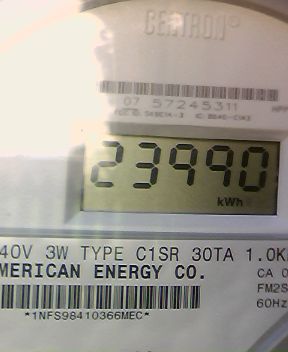 CENTRON®
07 57245311
23990
kWh
40V 3W TYPE C1SR 30TA 1.0K
MERICAN ENERGY CO.
CA 0
FM2S
60Hz
*1NFS98410366MEC*